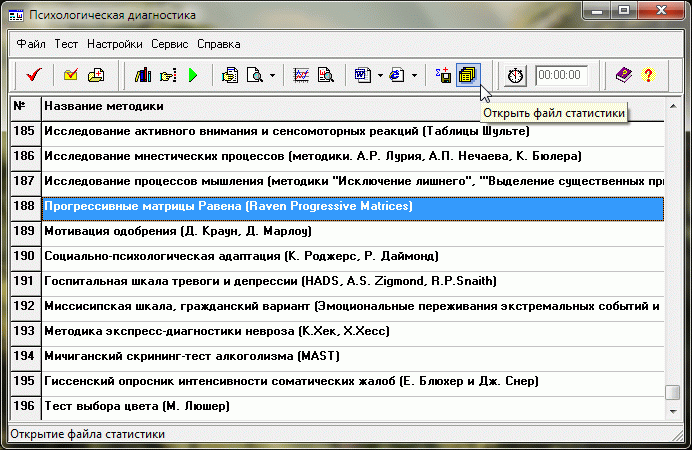 Психологическая диагностика
Файл Тест Настройки Сервис Справка
00:00:00
Открыть файл статистики
№ Название методики
185 Исследование активного внимания и сенсомоторных реакций (Таблицы Шульте)
186 Исследование мнестических процессов (методики. А.Р. Лурия, А.П. Нечаева, К. Бюлера)
187 Исследование процессов мышления (методики "Исключение лишнего", '"Выделение существенных при
188 Прогрессивные матрицы Равена (Raven Progressive Matrices)
189 Мотивация одобрения (Д. Краун, Д. Марлоу)
190 Социально-психологическая адаптация (К. Роджерс, Р. Даймонд)
191 Госпитальная шкала тревоги и депрессии (HADS, A.S. Zigmond, R.P.Snaith)
192 Миссисипская шкала, гражданский вариант (Эмоциональные переживания экстремальных событий и
193 Методика экспресс-диагностики невроза (К.Хек, Х.Хесс)
194 Мичиганский скрининг-тест алкоголизма (MAST)
195 Гиссенский опросник интенсивности соматических жалоб (Е. Блюхер и Дж. Снер)
196 Тест выбора цвета (М. Люшер)
Открытие файла статистики